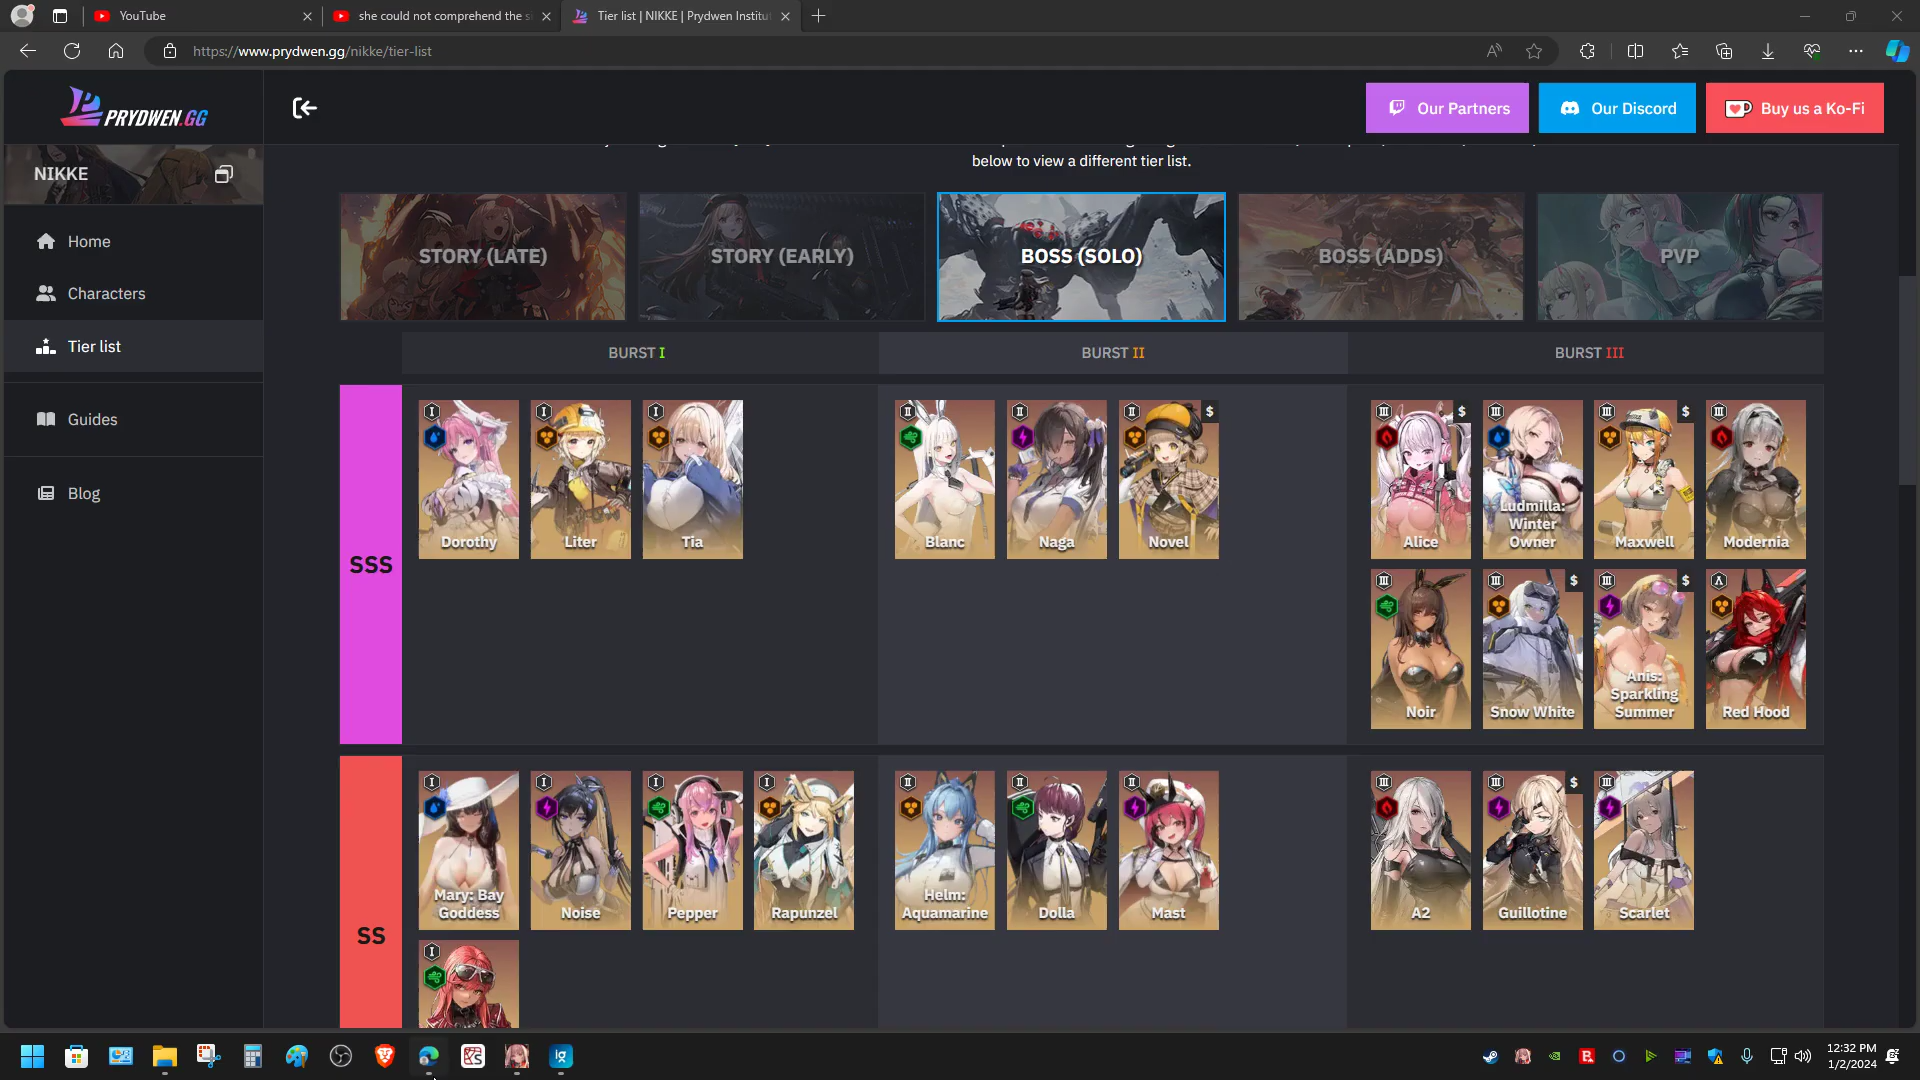 YouTube
she could not comprehend the s
Tier list | NIKKE | Prydwen Institu
https://www.prydwen.gg/nikke/tier-list
PRYDWEN.GG
Our Partners
Our Discord
Buy us a Ko-Fi
NIKKE
Home
Characters
Tier list
Guides
Blog
below to view a different tier list.
STORY (LATE)
STORY (EARLY)
BOSS (SOLO)
BOSS (ADDS)
PVP
BURST I
BURST II
BURST III
SSS
Dorothy
Liter
Tia
Blanc
Naga
Novel
Alice
Ludmilla:
Winter
Owner
Maxwell
Modernia
Noir
Snow White
Anis:
Sparkling
Summer
Red Hood
SS
Mary: Bay
Goddess
Noise
Pepper
Rapunzel
Helm:
Aquamarine
Dolla
Mast
A2
Guillotine
Scarlet
12:32 PM
1/2/2024